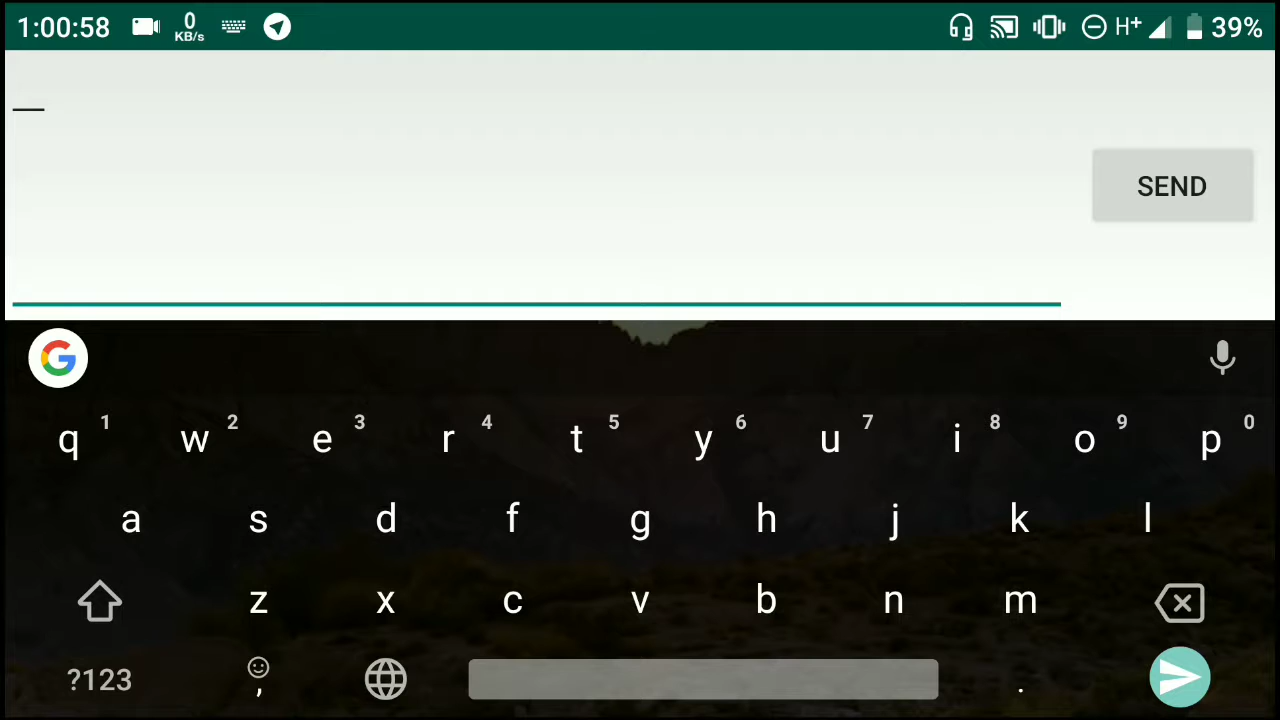 1:00:58 0 KB/s H+ 39%
—
SEND
G
q 1 w 2 e 3 r 4 t 5 y 6 u 7 i 8 o 9 p 0
a s d f g h j k l
z x c v b n m
?123 , .